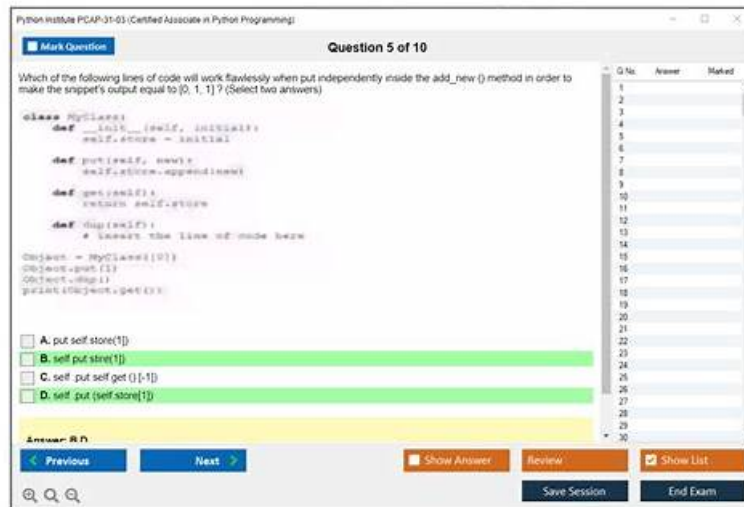 Python Institute PCAP-31-03 (Certified Associate in Python Programming)
Mark Question
Question 5 of 10
Which of the following lines of code will work flawlessly when put independently inside the add_new () method in order to
make the snippet's output equal to [0, 1, 1] ? (Select two answers)
class MyClass:
def __init__(self, initial):
self.store = initial
def put(self, new):
self.store.append(new)
def get(self):
return self.store
def dup(self):
# insert the line of code here
Object = MyClass([0])
Object.put(1)
Object.dup()
print(Object.get())
A. put self.store(1])
B. self put stire(1])
C. self .put self.get () [-1])
D. self .put (self.store[1])
Answer: B,D
Previous
Next
Show Answer
Review
Show List
Save Session
End Exam
Q No.
Answer
Marked
1
2
3
4
5
6
7
8
9
10
11
12
13
14
15
16
17
18
19
20
21
22
23
24
25
26
27
28
29
30